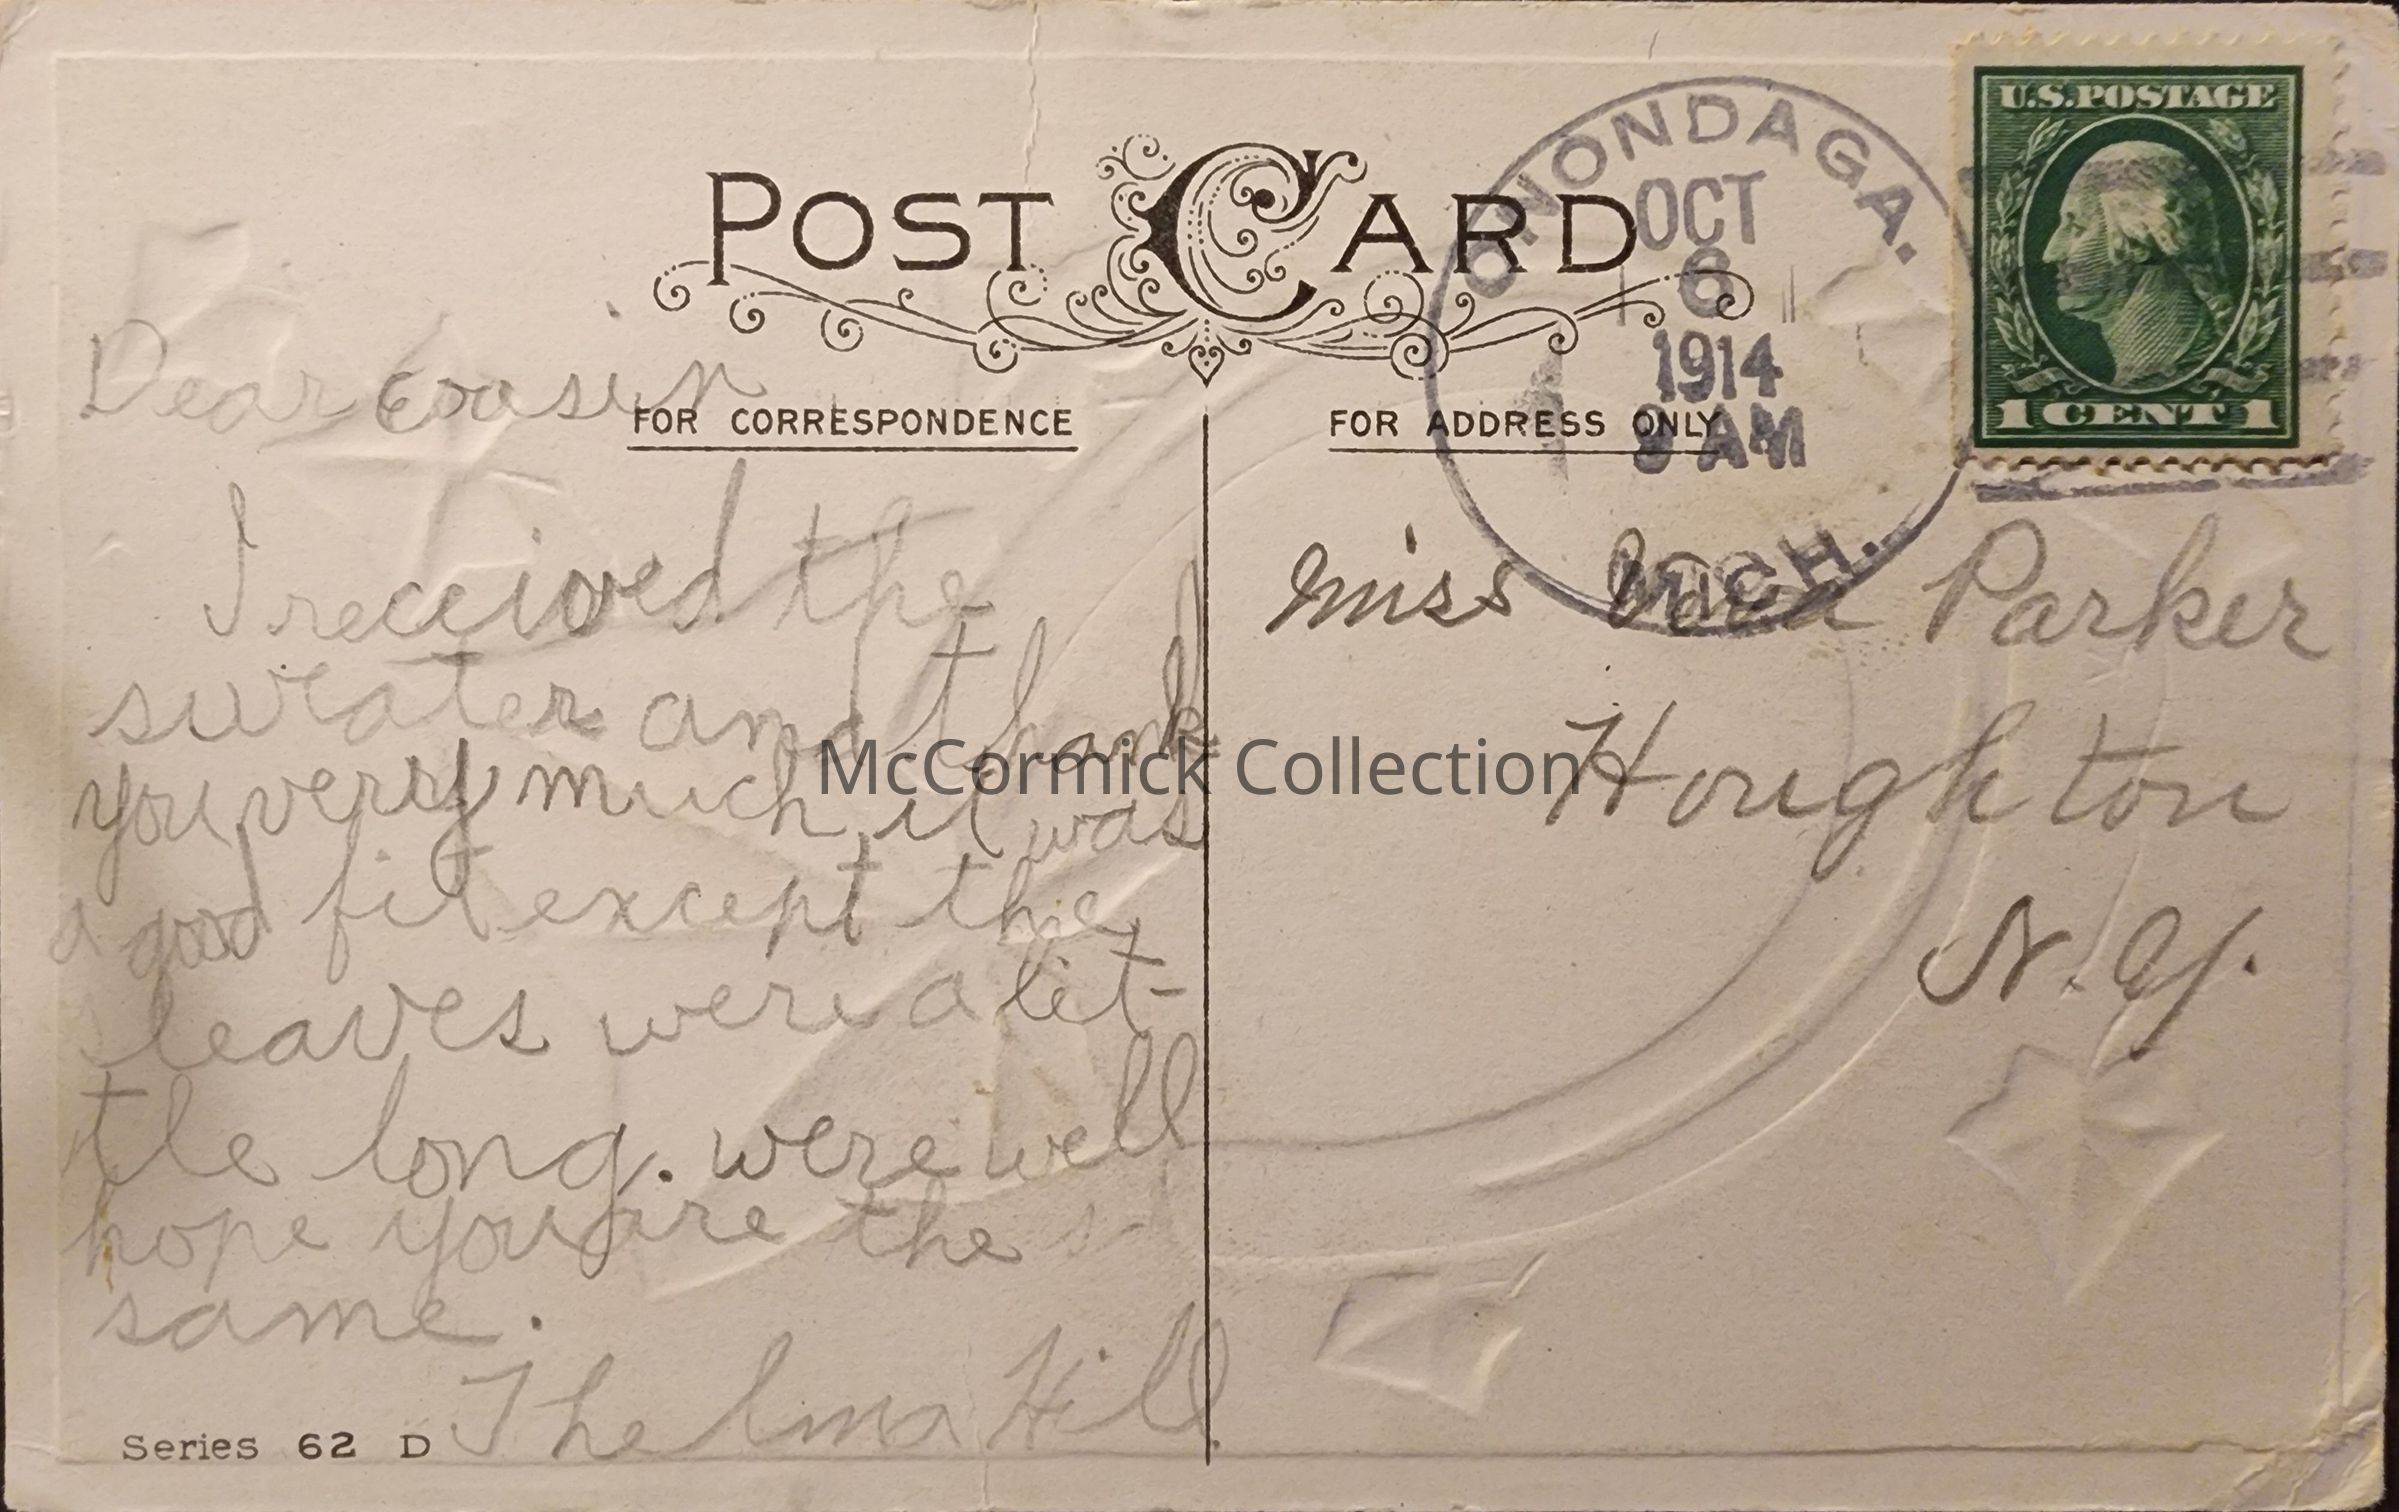 POST CARD
FOR CORRESPONDENCE
FOR ADDRESS ONLY
ONONDAGA.
OCT
6
1914
8 AM
MICH.
U.S. POSTAGE
1 CENT 1
Dear Cousin
I received the
sweater and thank
you very much, it was
a good fit except the
leaves were a lit-
tle long. were well
hope you are the
same.
Thelma Hill
Miss Parker
Houghton
N.Y.
Series 62 D
McCormick Collection